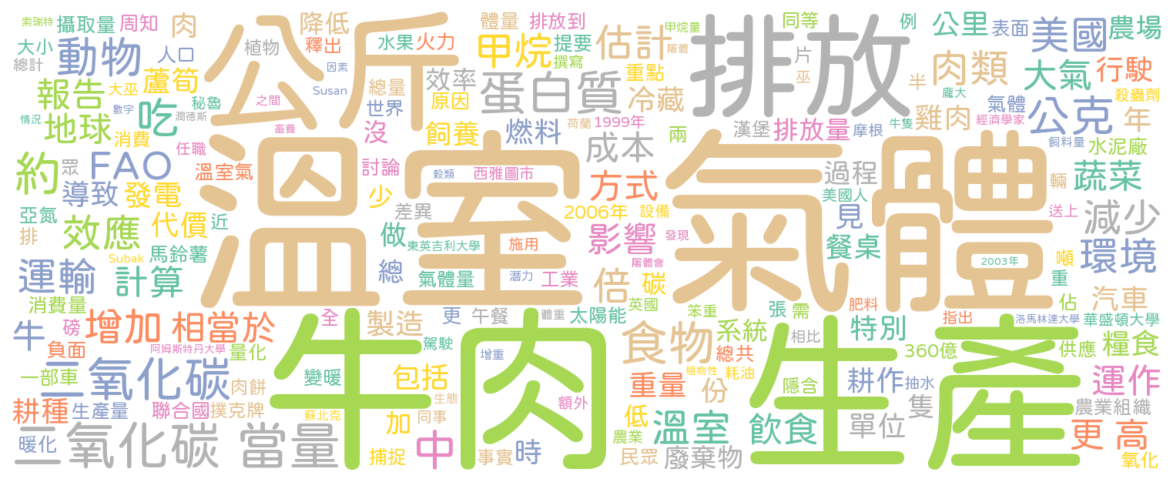 索瑞特 攝取量 周知 肉 降低 體量 排放到 同等 甲烷量 例 公里 表面 美國 農場
公斤 排放
大小 動物 釋出 水果 火力 甲烷 提要 估計 屠體 片 半 肉類 大氣 行駛
總計 人口 植物 因素 總量 撰寫 重點 巫 龐大 殺蟲劑
報告 大巫 蘆筍 Susan 效率 蛋白質 冷藏 漢堡 雞肉 氣體 公克 年
地球 吃 秘魯 之間 世界 原因 荷蘭 1999年 兩 排放量 摩根 牛隻 經濟學家
數字 情況 消費 潤德斯 畜養 沒 飼養 燃料 飼料量 水泥廠
約 眾 FAO 任職 溫室氣 討論 穀類 西雅圖市 成本 過程 美國人 輛 蔬菜
溫室 氣體
導致 發電 少 差異 方式 見 送上
亞氮 排 效應 代價 近 做 東英吉利大學 2006年 設備 施用 發現 影響 餐桌 減少
Subak 馬鈴薯 總 氣體量 潛力 工業 屠體會 倍 碳 2003年 噸 環境
運輸 計算 英國 笨重 重
消費量 全 製造 更 午餐 體重 太陽能 張 需 肥料 指出 佔 汽車
牛 磅 增加 相當於 駕駛 食物 系統 特別 洛馬林達大學 華盛頓大學
牛肉 生產
負面 阿姆斯特丹大學 量化 增重 總共 相比 360億 供應 糧食
一部車 二氧化碳 肉餅 變暖 包括 額外 重量 植物性 耗油 份 隱含 耕作 抽水 運作
耕種 生產量 聯合國 撲克牌 蘇北克 生態 加 同事 低 農業 溫室 飲食 單位 隻 農業組織
暖化 二氧化碳 當量 捕捉 中 事實 時 民眾 廢棄物 更高 氧化